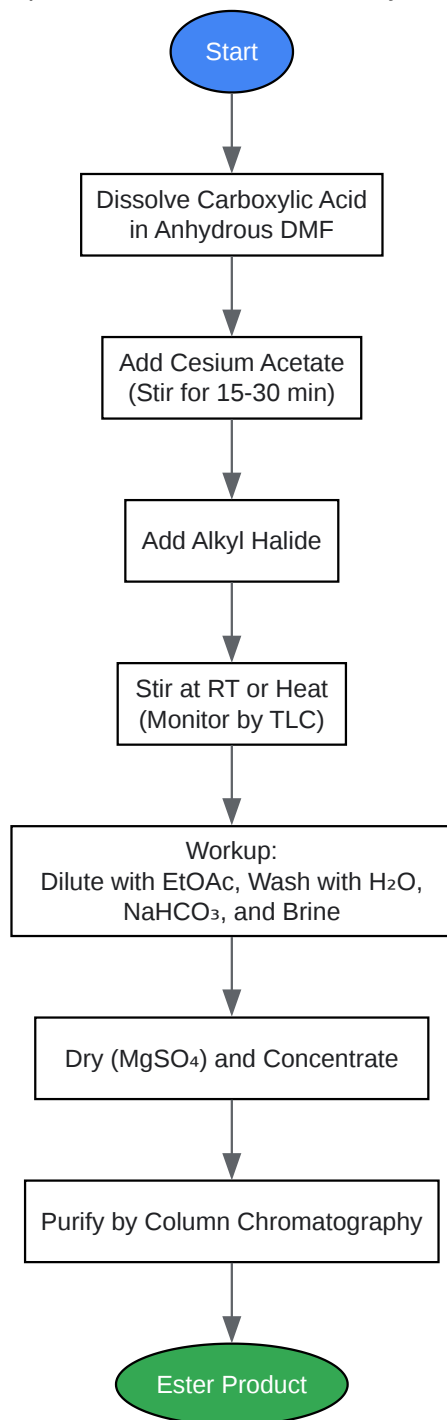 Start
Dissolve Carboxylic Acid
in Anhydrous DMF
Add Cesium Acetate
(Stir for 15-30 min)
Add Alkyl Halide
Stir at RT or Heat
(Monitor by TLC)
Workup:
Dilute with EtOAc, Wash with H₂O,
NaHCO₃, and Brine
Dry (MgSO₄) and Concentrate
Purify by Column Chromatography
Ester Product